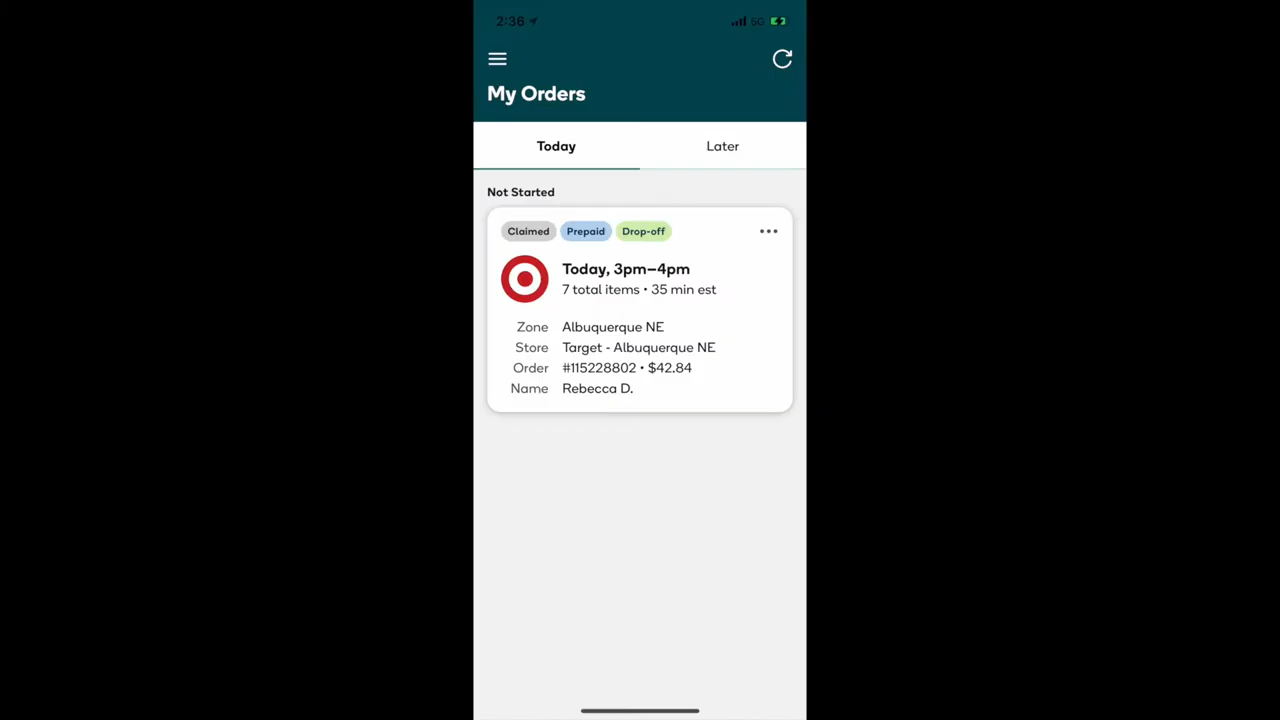 2:36
5G
My Orders
Today
Later
Not Started
Claimed
Prepaid
Drop-off
Today, 3pm–4pm
7 total items • 35 min est
Zone Albuquerque NE
Store Target - Albuquerque NE
Order #115228802 • $42.84
Name Rebecca D.